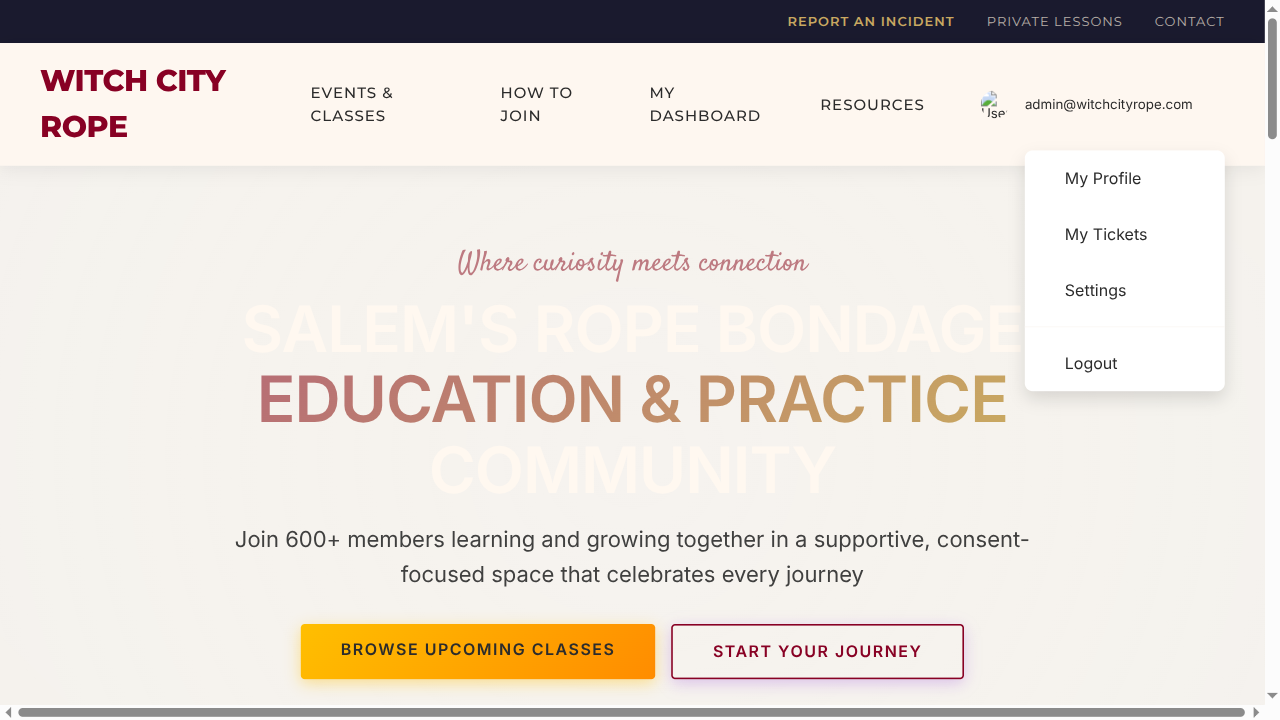 REPORT AN INCIDENT PRIVATE LESSONS CONTACT
WITCH CITY
ROPE
EVENTS &
CLASSES
HOW TO
JOIN
MY
DASHBOARD
RESOURCES
Use
admin@witchcityrope.com
My Profile
My Tickets
Settings
Logout
Where curiosity meets connection
SALEM'S ROPE BONDAGE
EDUCATION & PRACTICE
COMMUNITY
Join 600+ members learning and growing together in a supportive, consent-
focused space that celebrates every journey
BROWSE UPCOMING CLASSES
START YOUR JOURNEY